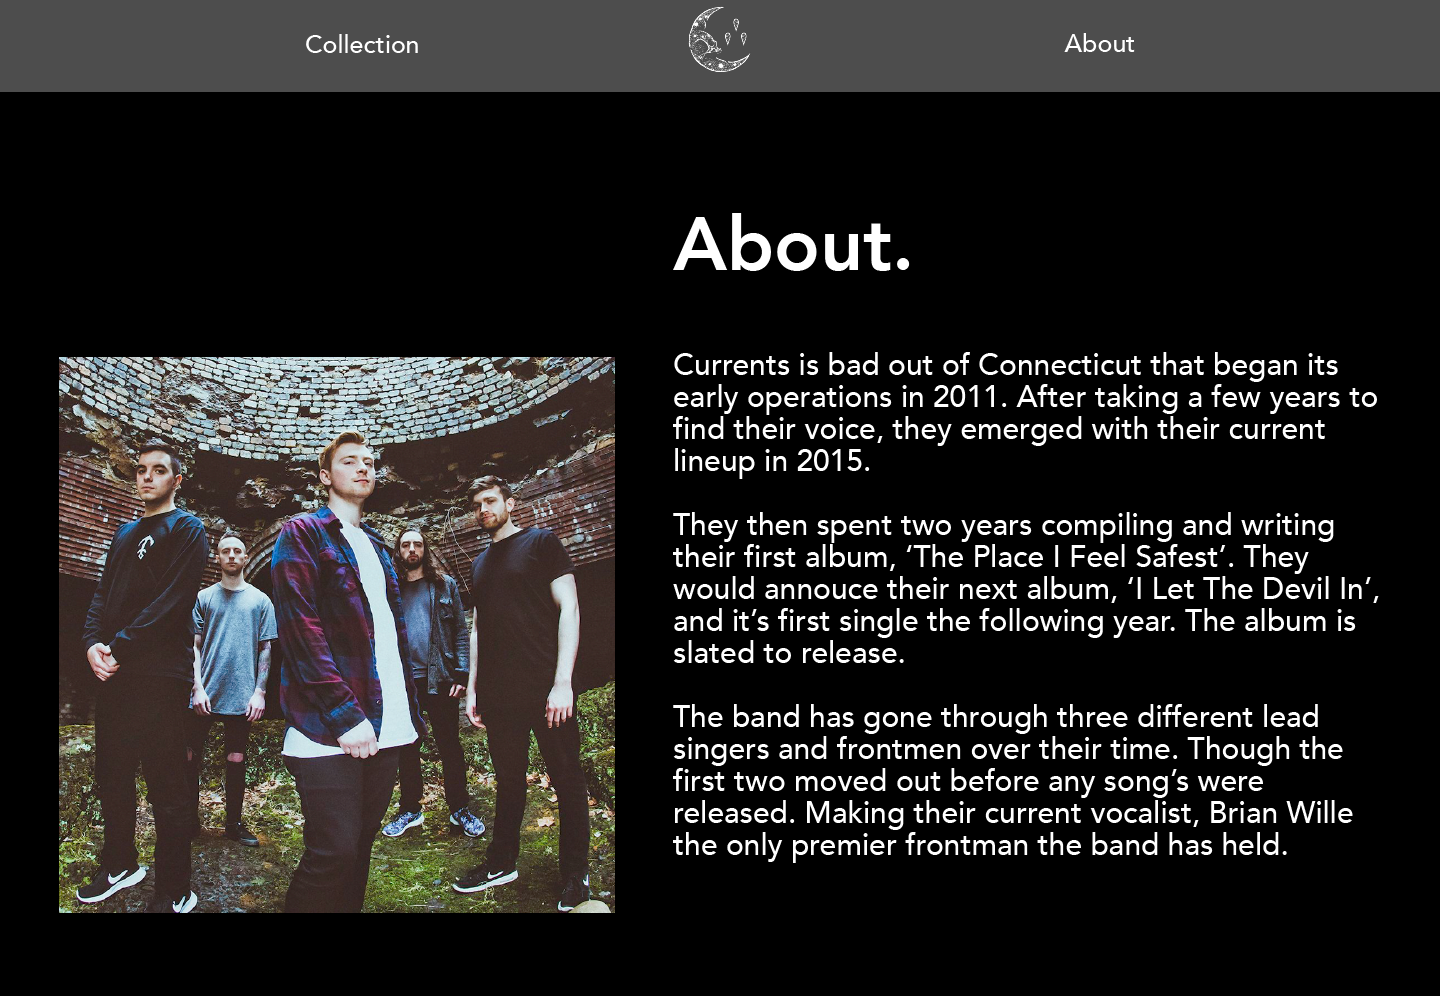 Collection
About
About.
Currents is bad out of Connecticut that began its
early operations in 2011. After taking a few years to
find their voice, they emerged with their current
lineup in 2015.
They then spent two years compiling and writing
their first album, ‘The Place I Feel Safest’. They
would annouce their next album, ‘I Let The Devil In’,
and it’s first single the following year. The album is
slated to release.
The band has gone through three different lead
singers and frontmen over their time. Though the
first two moved out before any song’s were
released. Making their current vocalist, Brian Wille
the only premier frontman the band has held.